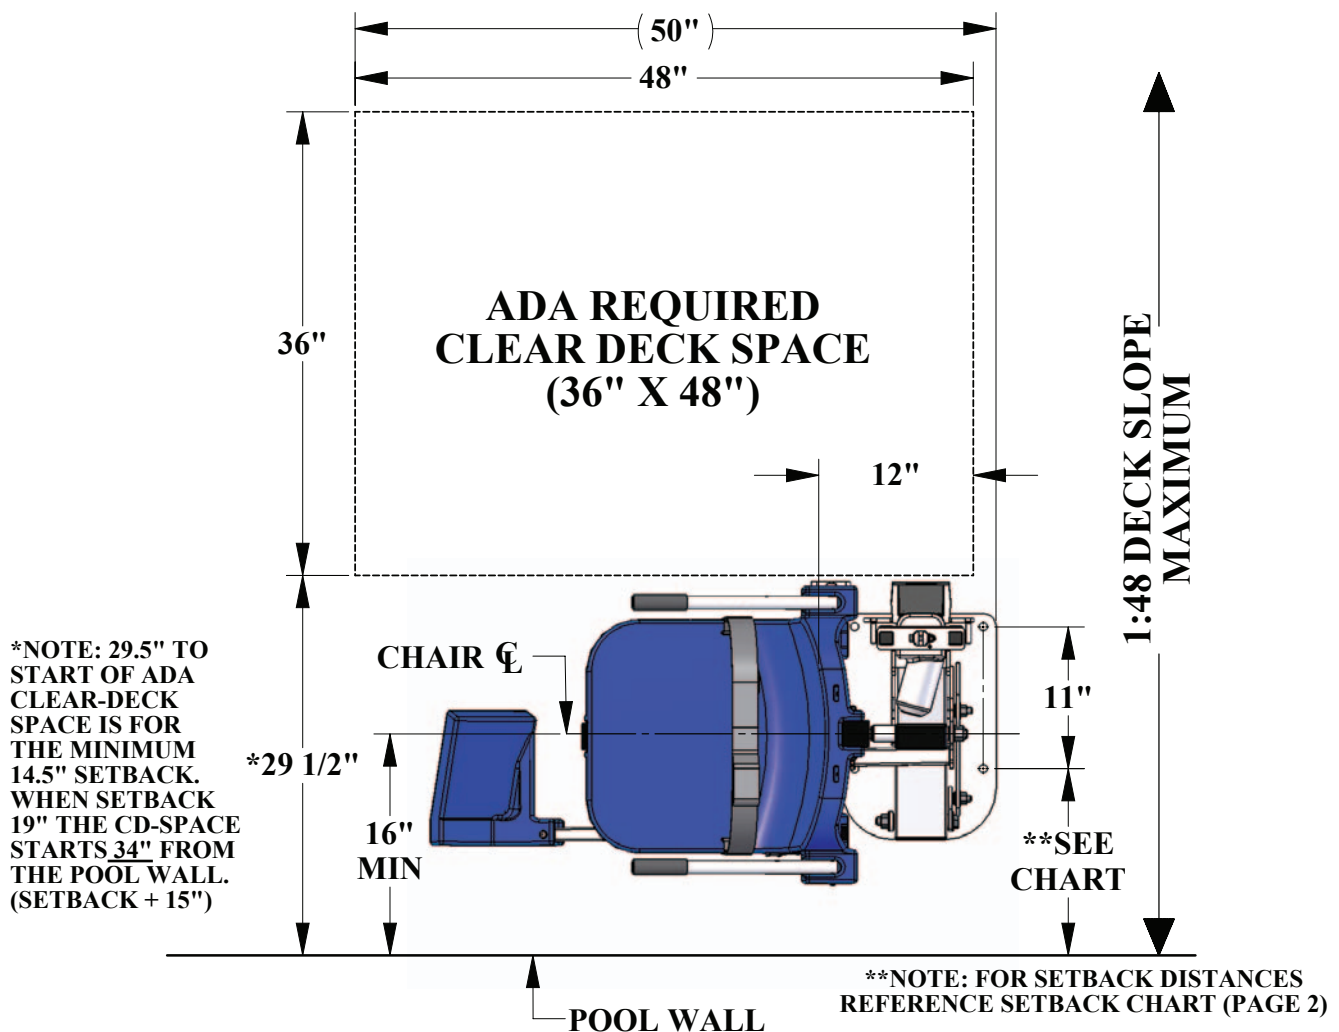 (50")
48"
36"
ADA REQUIRED
CLEAR DECK SPACE
(36" X 48")
12"
1:48 DECK SLOPE
MAXIMUM
*NOTE: 29.5" TO
START OF ADA
CLEAR-DECK
SPACE IS FOR
THE MINIMUM
14.5" SETBACK.
WHEN SETBACK
19" THE CD-SPACE
STARTS 34" FROM
THE POOL WALL.
(SETBACK + 15")
*29 1/2"
CHAIR ℄
16"
MIN
11"
**SEE
CHART
**NOTE: FOR SETBACK DISTANCES
REFERENCE SETBACK CHART (PAGE 2)
POOL WALL